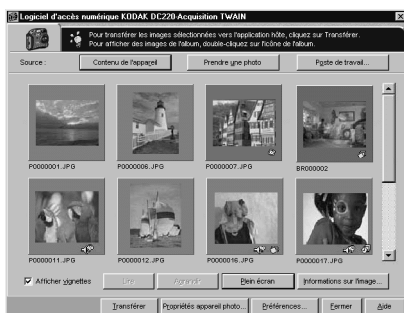 Logiciel d'accès numérique KODAK DC220-Acquisition TWAIN
Pour transférer les images sélectionnées vers l'application hôte, cliquez sur Transférer.
Pour afficher des images de l'album, double-cliquez sur l'icône de l'album.
Source :
Contenu de l'appareil
Prendre une photo
Poste de travail...
P0000001.JPG
P0000006.JPG
P0000007.JPG
BR000002
P0000011.JPG
P0000012.JPG
P0000016.JPG
P0000017.JPG
Afficher vignettes
Lire
Agrandir
Plein écran
Informations sur l'image...
Transférer
Propriétés appareil photo...
Préférences...
Fermer
Aide